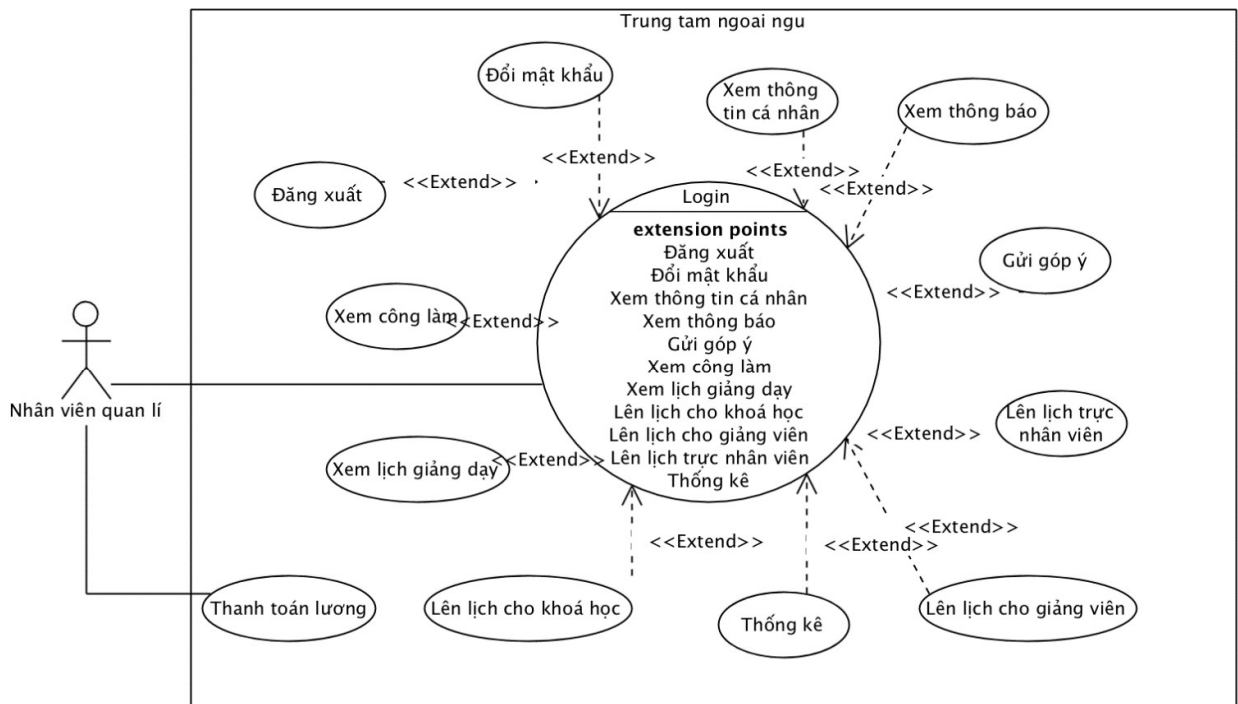 Trung tam ngoai ngu
Đổi mật khẩu
Xem thông
tin cá nhân
Xem thông báo
<<Extend>>
<<Extend>>
<<Extend>>
<<Extend>>
Đăng xuất
Login
extension points
Đăng xuất
Đổi mật khẩu
Xem thông tin cá nhân
Xem thông báo
Gửi góp ý
Xem công làm
Xem lịch giảng dạy
Lên lịch cho khoá học
Lên lịch cho giảng viên
Lên lịch trực nhân viên
Thống kê
Gửi góp ý
<<Extend>>
Xem công làm
<<Extend>>
Nhân viên quan lí
Lên lịch trực
nhân viên
<<Extend>>
Xem lịch giảng dạy
<<Extend>>
<<Extend>>
<<Extend>>
<<Extend>>
Thanh toán lương
Lên lịch cho khoá học
Thống kê
Lên lịch cho giảng viên